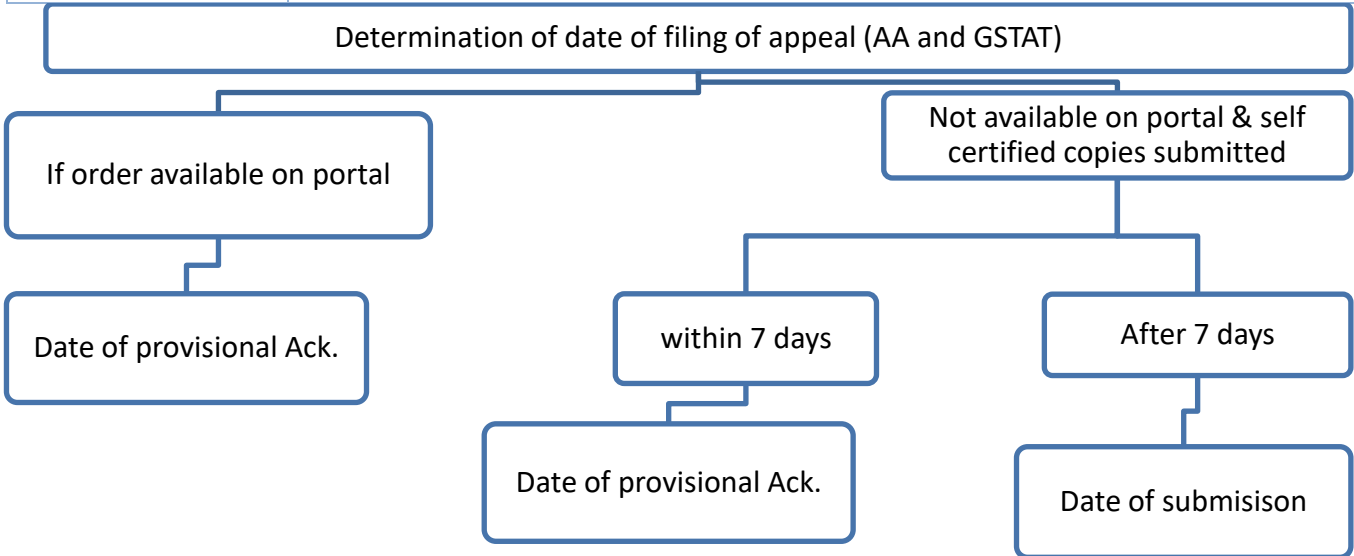 Determination of date of filing of appeal (AA and GSTAT)
If order available on portal
Not available on portal & self
certified copies submitted
Date of provisional Ack.
within 7 days
After 7 days
Date of provisional Ack.
Date of submisison